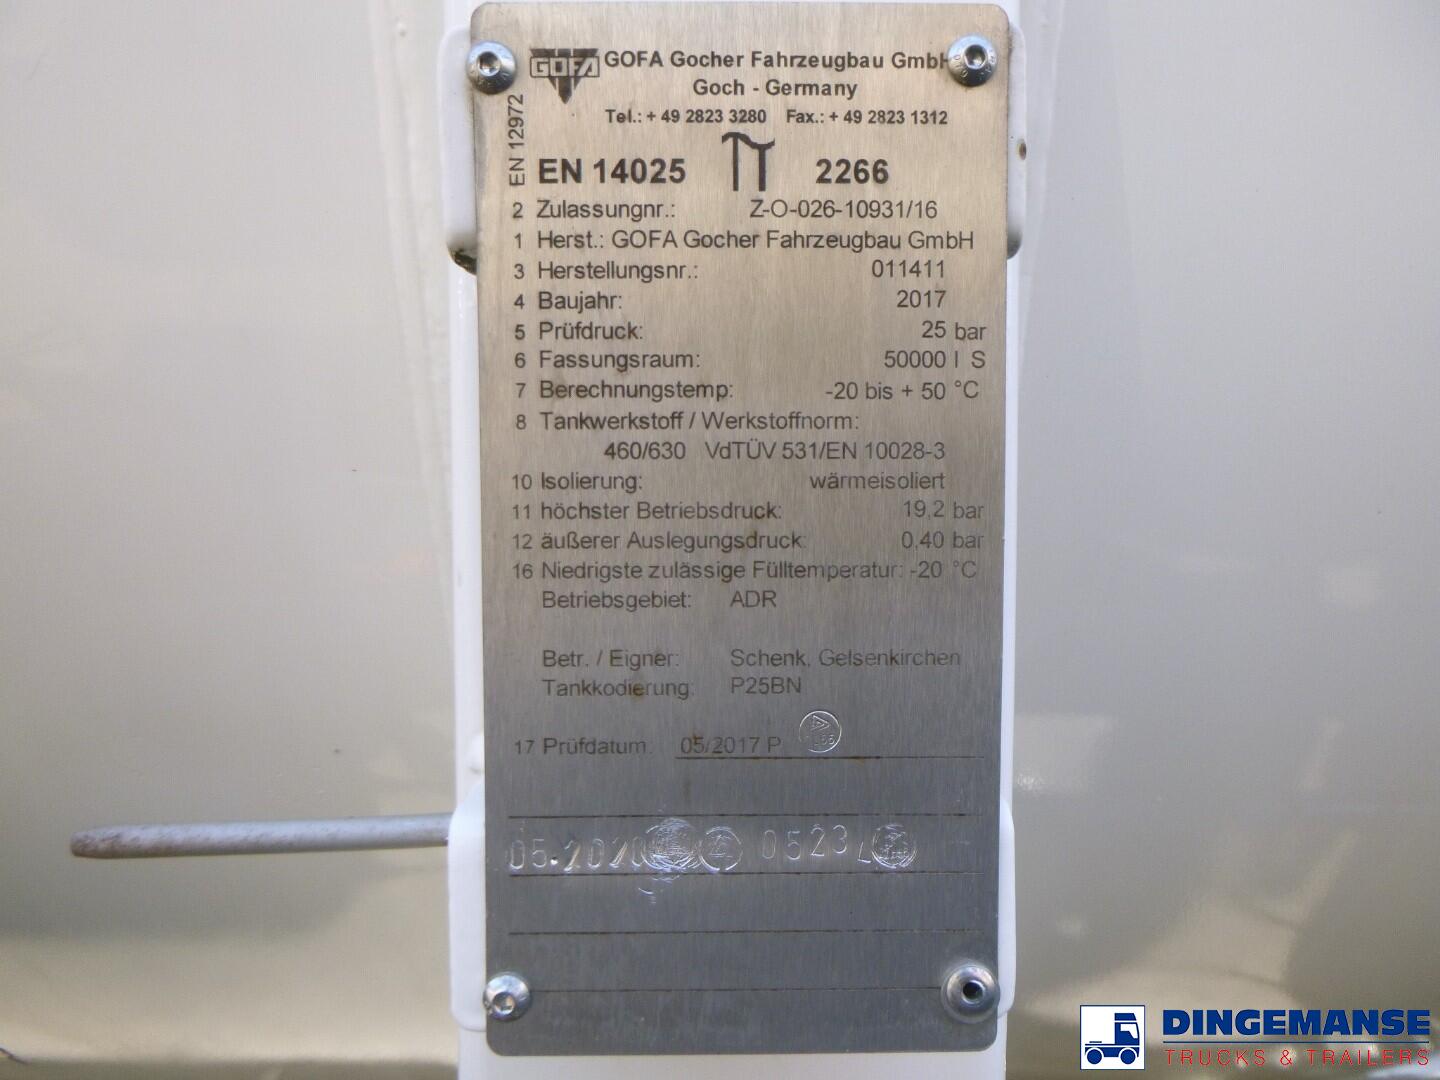 GOFA GOFA Gocher Fahrzeugbau GmbH
Goch - Germany
Tel.: + 49 2823 3280 Fax.: + 49 2823 1312
EN 12972
EN 14025 2266
2 Zulassungnr.: Z-O-026-10931/16
1 Herst.: GOFA Gocher Fahrzeugbau GmbH
3 Herstellungsnr.: 011411
4 Baujahr: 2017
5 Prüfdruck: 25 bar
6 Fassungsraum: 50000 l S
7 Berechnungstemp: -20 bis + 50 °C
8 Tankwerkstoff / Werkstoffnorm:
460/630 VdTÜV 531/EN 10028-3
10 Isolierung: wärmeisoliert
11 höchster Betriebsdruck: 19,2 bar
12 äußerer Auslegungsdruck: 0,40 bar
16 Niedrigste zulässige Fülltemperatur: -20 °C
Betriebsgebiet: ADR
Betr. / Eigner: Schenk, Gelsenkirchen
Tankkodierung: P25BN
17 Prüfdatum: 05/2017 P
05.2020 0523 L
DINGEMANSE
TRUCKS & TRAILERS